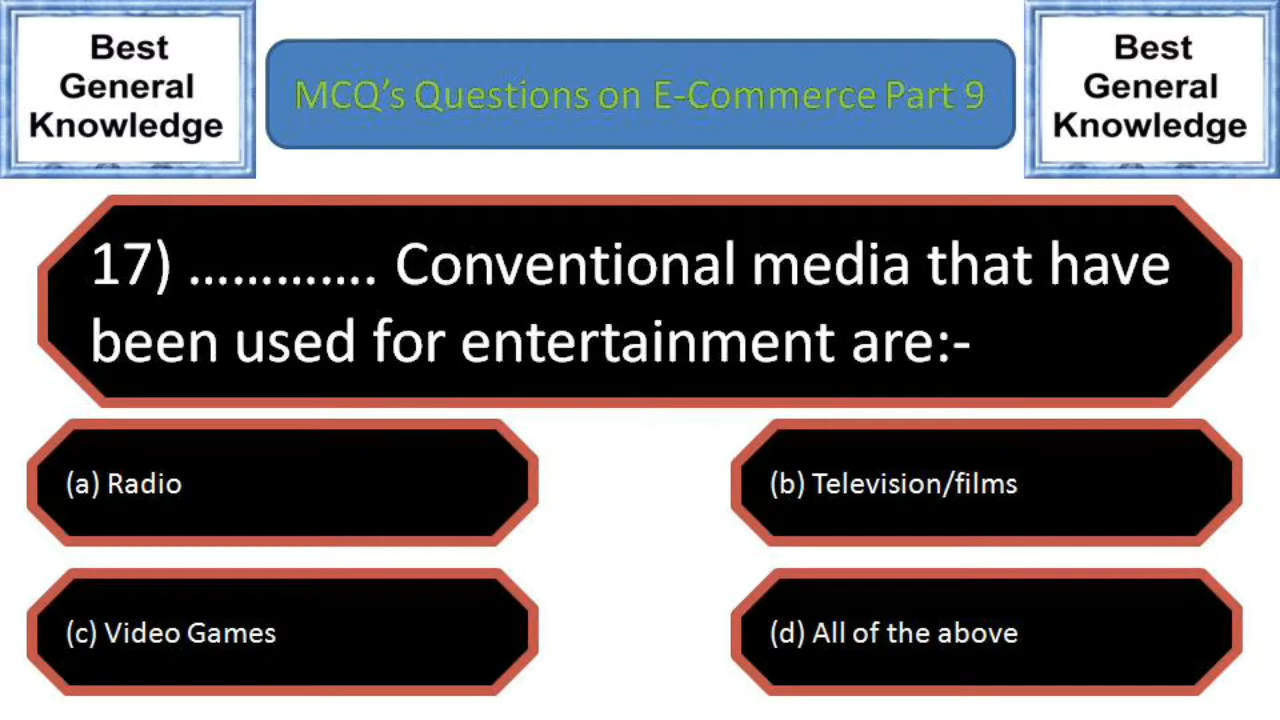 Best
General
Knowledge
MCQ's Questions on E-Commerce Part 9
Best
General
Knowledge
17) …………. Conventional media that have
been used for entertainment are:-
(a) Radio
(b) Television/films
(c) Video Games
(d) All of the above